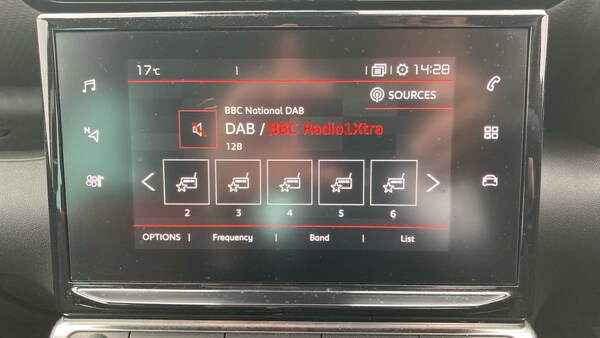 17°C 14:28
SOURCES
BBC National DAB
DAB / BBC Radio1Xtra
12B
N
2 3 4 5 6
OPTIONS | Frequency | Band | List